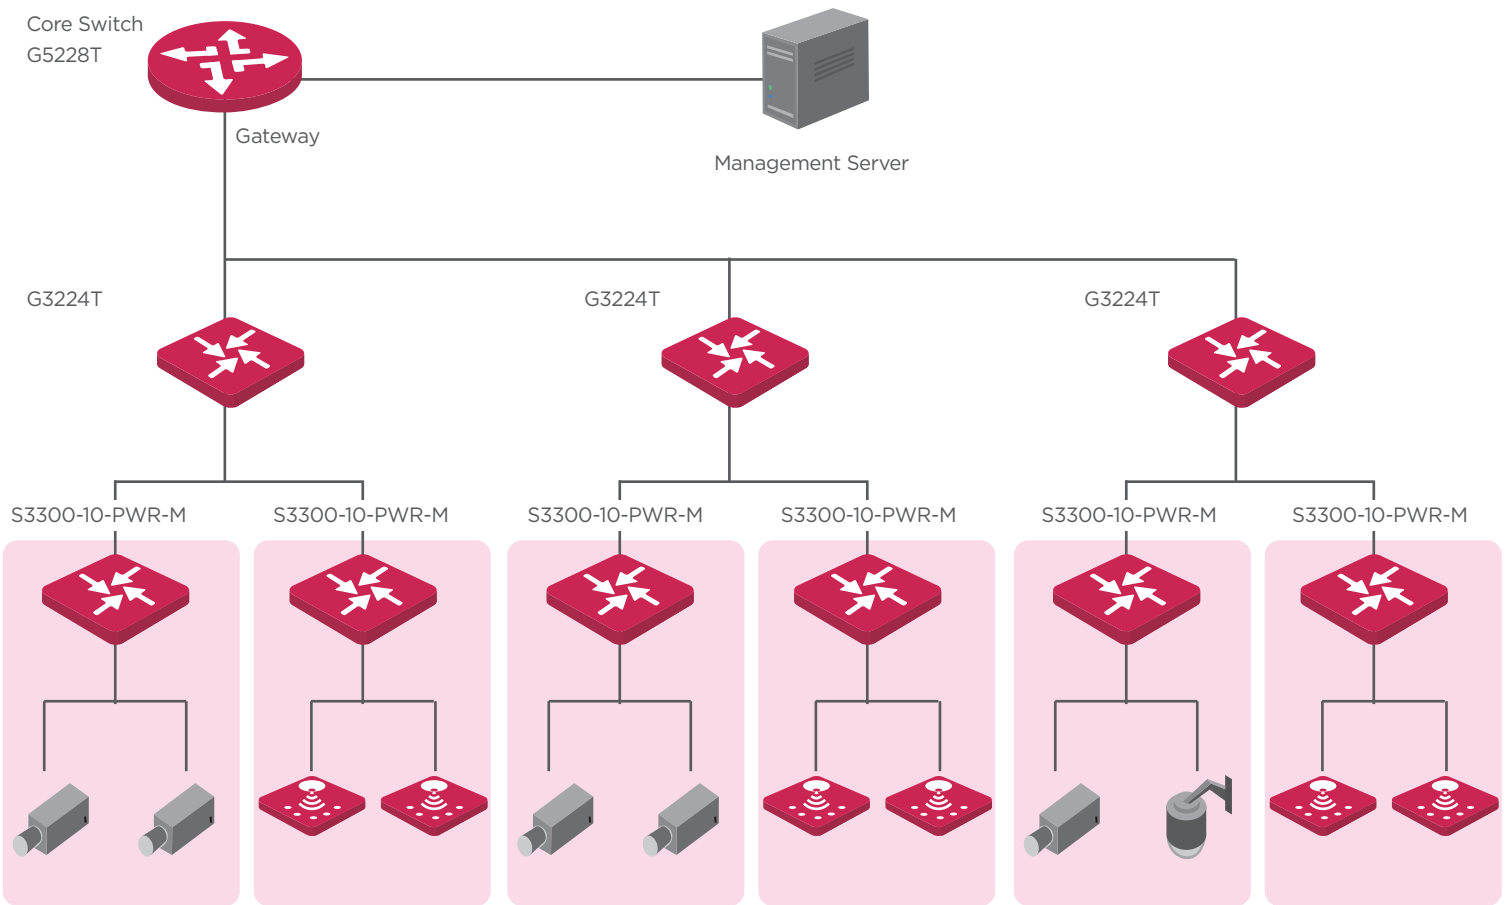 Core Switch
G5228T
Gateway
Management Server
G3224T
G3224T
G3224T
S3300-10-PWR-M
S3300-10-PWR-M
S3300-10-PWR-M
S3300-10-PWR-M
S3300-10-PWR-M
S3300-10-PWR-M